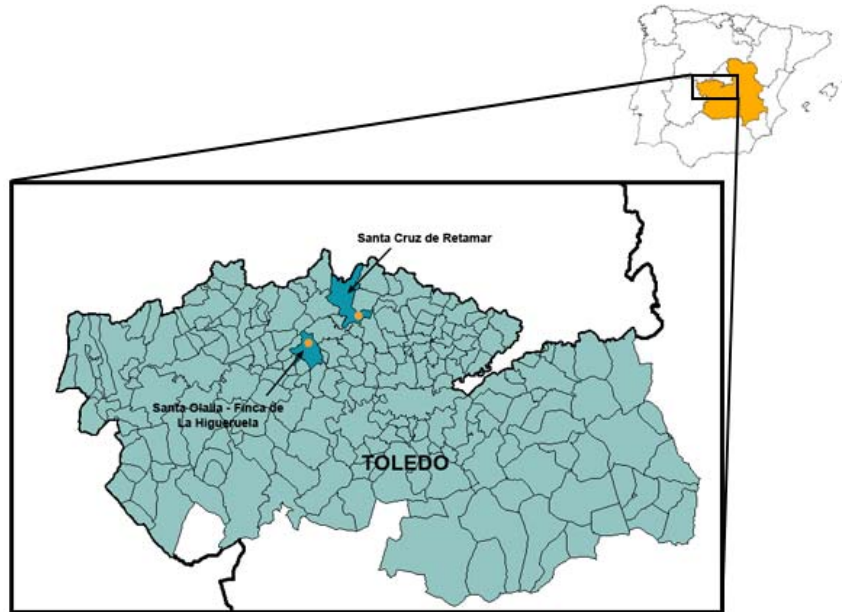 Santa Cruz de Retamar
Santa Olalla - Finca de
La Higueruela
TOLEDO